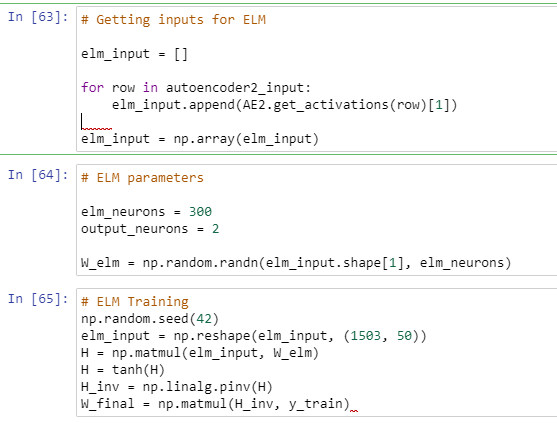 In [63]: # Getting inputs for ELM
elm_input = []
for row in autoencoder2_input:
    elm_input.append(AE2.get_activations(row)[1])
elm_input = np.array(elm_input)
In [64]: # ELM parameters
elm_neurons = 300
output_neurons = 2
W_elm = np.random.randn(elm_input.shape[1], elm_neurons)
In [65]: # ELM Training
np.random.seed(42)
elm_input = np.reshape(elm_input, (1503, 50))
H = np.matmul(elm_input, W_elm)
H = tanh(H)
H_inv = np.linalg.pinv(H)
W_final = np.matmul(H_inv, y_train)